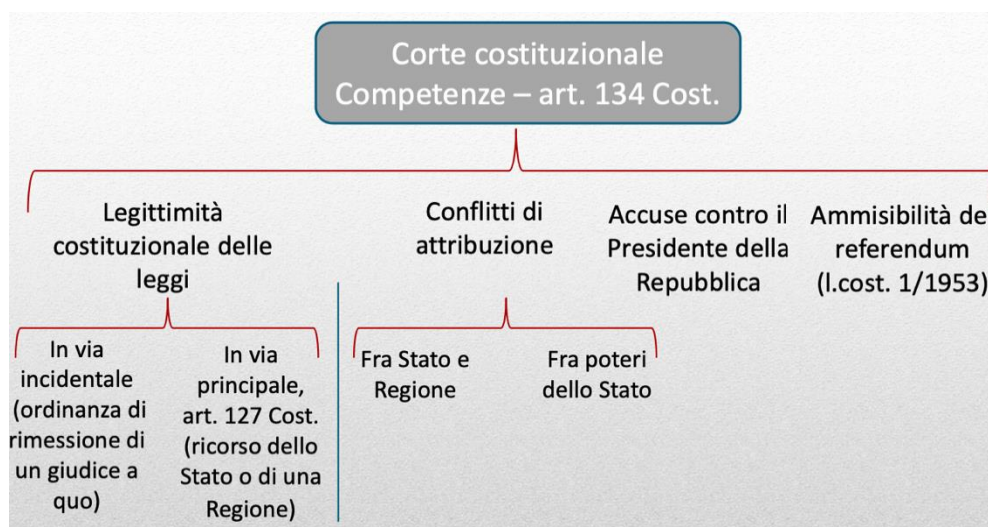 Corte costituzionale
Competenze – art. 134 Cost.
Legittimità
costituzionale delle
leggi
Conflitti di
attribuzione
Accuse contro il
Presidente della
Repubblica
Ammisibilità de
referendum
(l.cost. 1/1953)
In via
incidentale
(ordinanza di
rimessione di
un giudice a
quo)
In via
principale,
art. 127 Cost.
(ricorso dello
Stato o di una
Regione)
Fra Stato e
Regione
Fra poteri
dello Stato